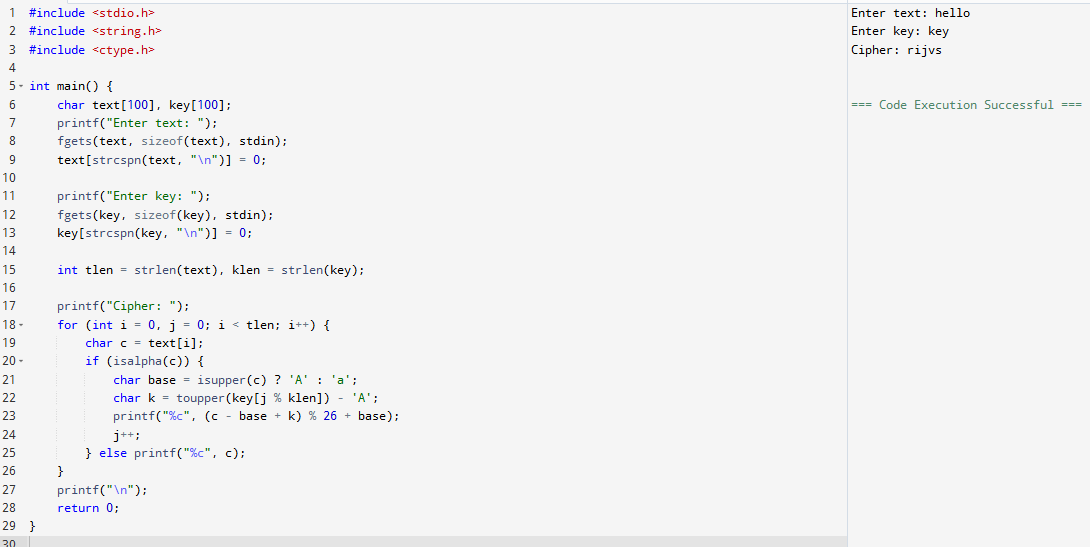 1 #include <stdio.h>
2 #include <string.h>
3 #include <ctype.h>
4
5 int main() {
6     char text[100], key[100];
7     printf("Enter text: ");
8     fgets(text, sizeof(text), stdin);
9     text[strcspn(text, "\n")] = 0;
10
11     printf("Enter key: ");
12     fgets(key, sizeof(key), stdin);
13     key[strcspn(key, "\n")] = 0;
14
15     int tlen = strlen(text), klen = strlen(key);
16
17     printf("Cipher: ");
18     for (int i = 0, j = 0; i < tlen; i++) {
19         char c = text[i];
20         if (isalpha(c)) {
21             char base = isupper(c) ? 'A' : 'a';
22             char k = toupper(key[j % klen]) - 'A';
23             printf("%c", (c - base + k) % 26 + base);
24             j++;
25         } else printf("%c", c);
26     }
27     printf("\n");
28     return 0;
29 }
30
Enter text: hello
Enter key: key
Cipher: rijvs
=== Code Execution Successful ===